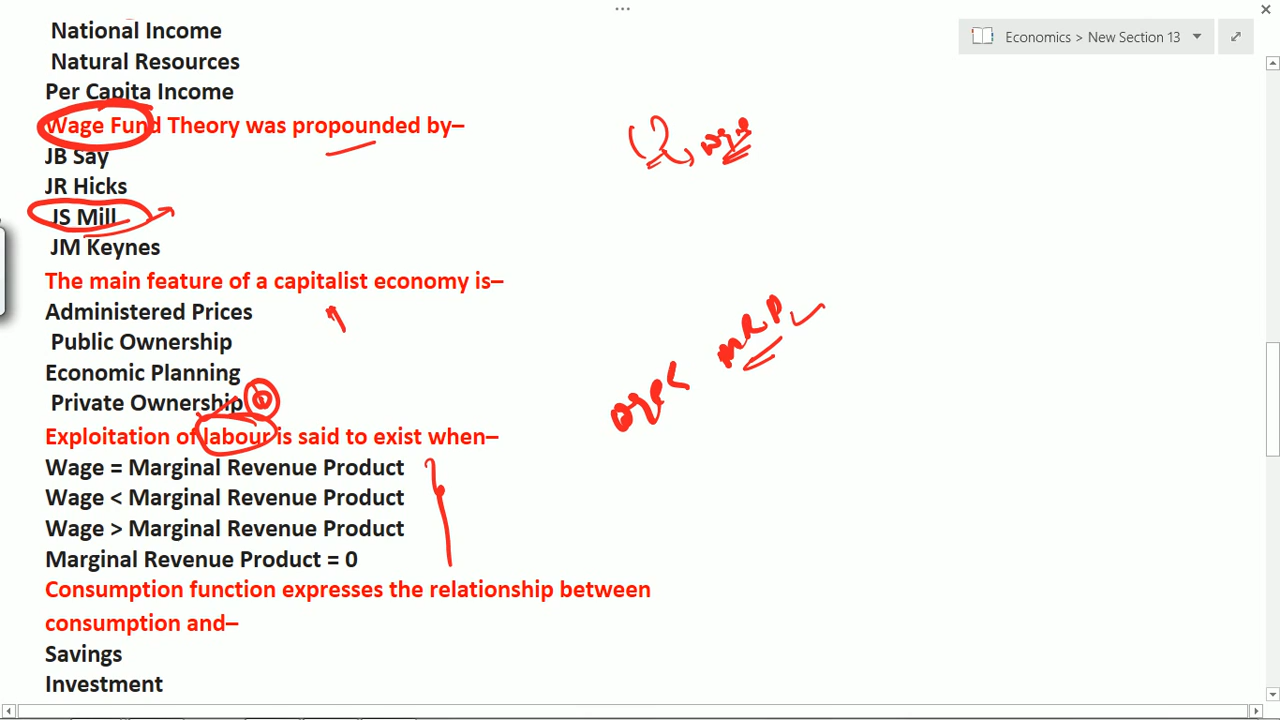 ...
Economics > New Section 13
National Income
Natural Resources
Per Capita Income
Wage Fund Theory was propounded by–
JB Say
JR Hicks
JS Mill
JM Keynes
The main feature of a capitalist economy is–
Administered Prices
Public Ownership
Economic Planning
Private Ownership
Exploitation of labour is said to exist when–
Wage = Marginal Revenue Product
Wage < Marginal Revenue Product
Wage > Marginal Revenue Product
Marginal Revenue Product = 0
Consumption function expresses the relationship between
consumption and–
Savings
Investment
wage < MRP